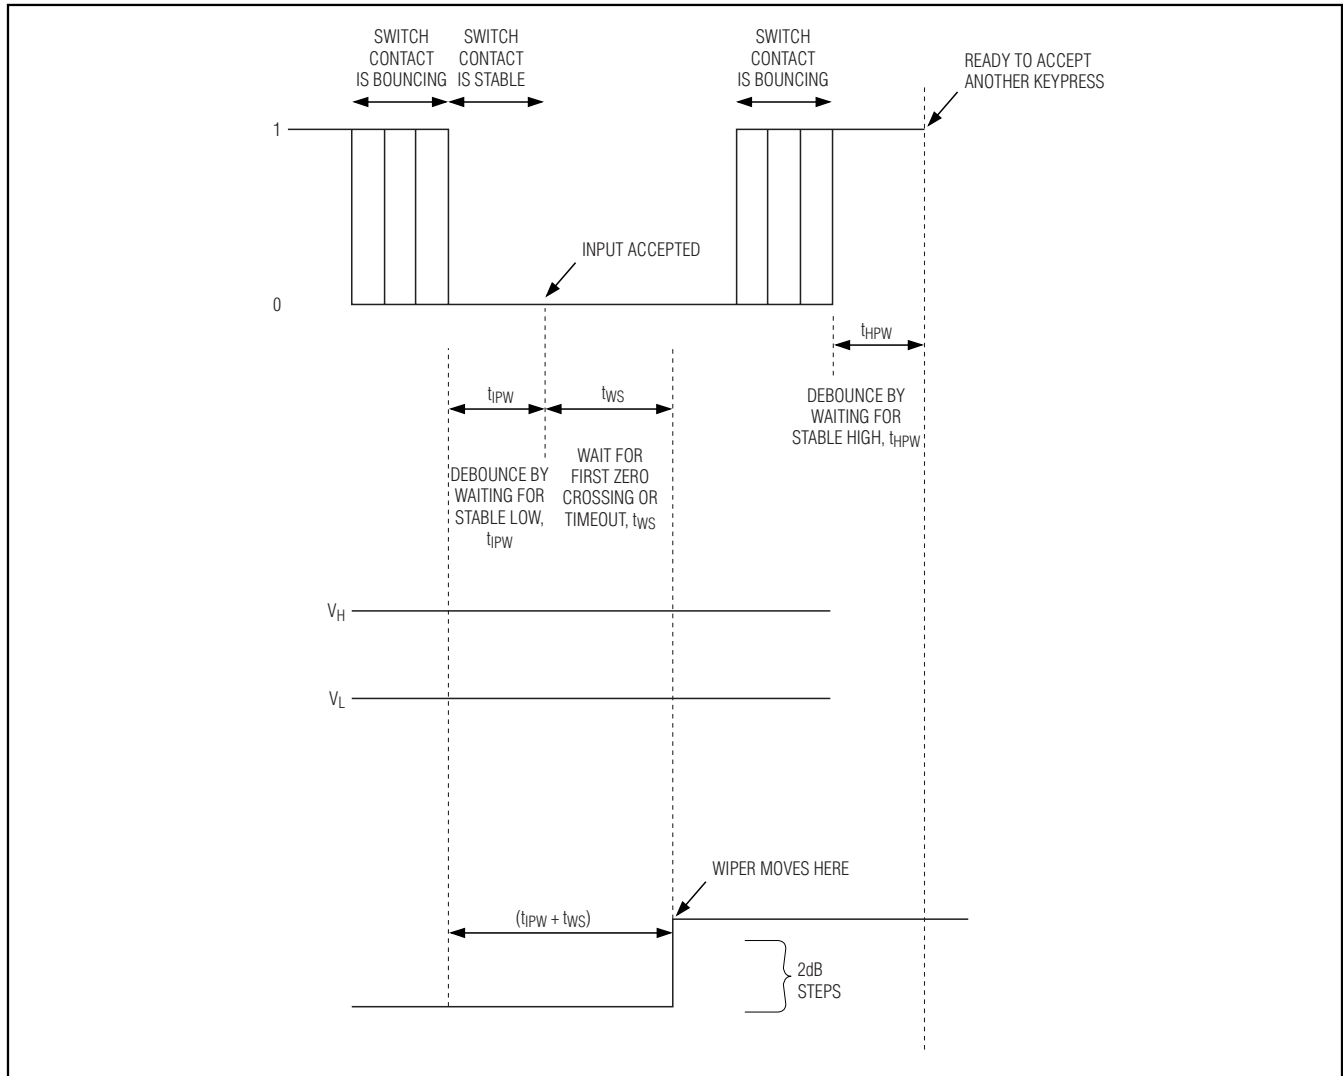 SWITCH
CONTACT
IS BOUNCING
SWITCH
CONTACT
IS STABLE
SWITCH
CONTACT
IS BOUNCING
READY TO ACCEPT
ANOTHER KEYPRESS
1
INPUT ACCEPTED
0
tHPW
tIPW
tWS
DEBOUNCE BY
WAITING FOR
STABLE HIGH, tHPW
DEBOUNCE BY
WAITING FOR
STABLE LOW,
tIPW
WAIT FOR
FIRST ZERO
CROSSING OR
TIMEOUT, tWS
VH
VL
WIPER MOVES HERE
(tIPW + tWS)
2dB
STEPS